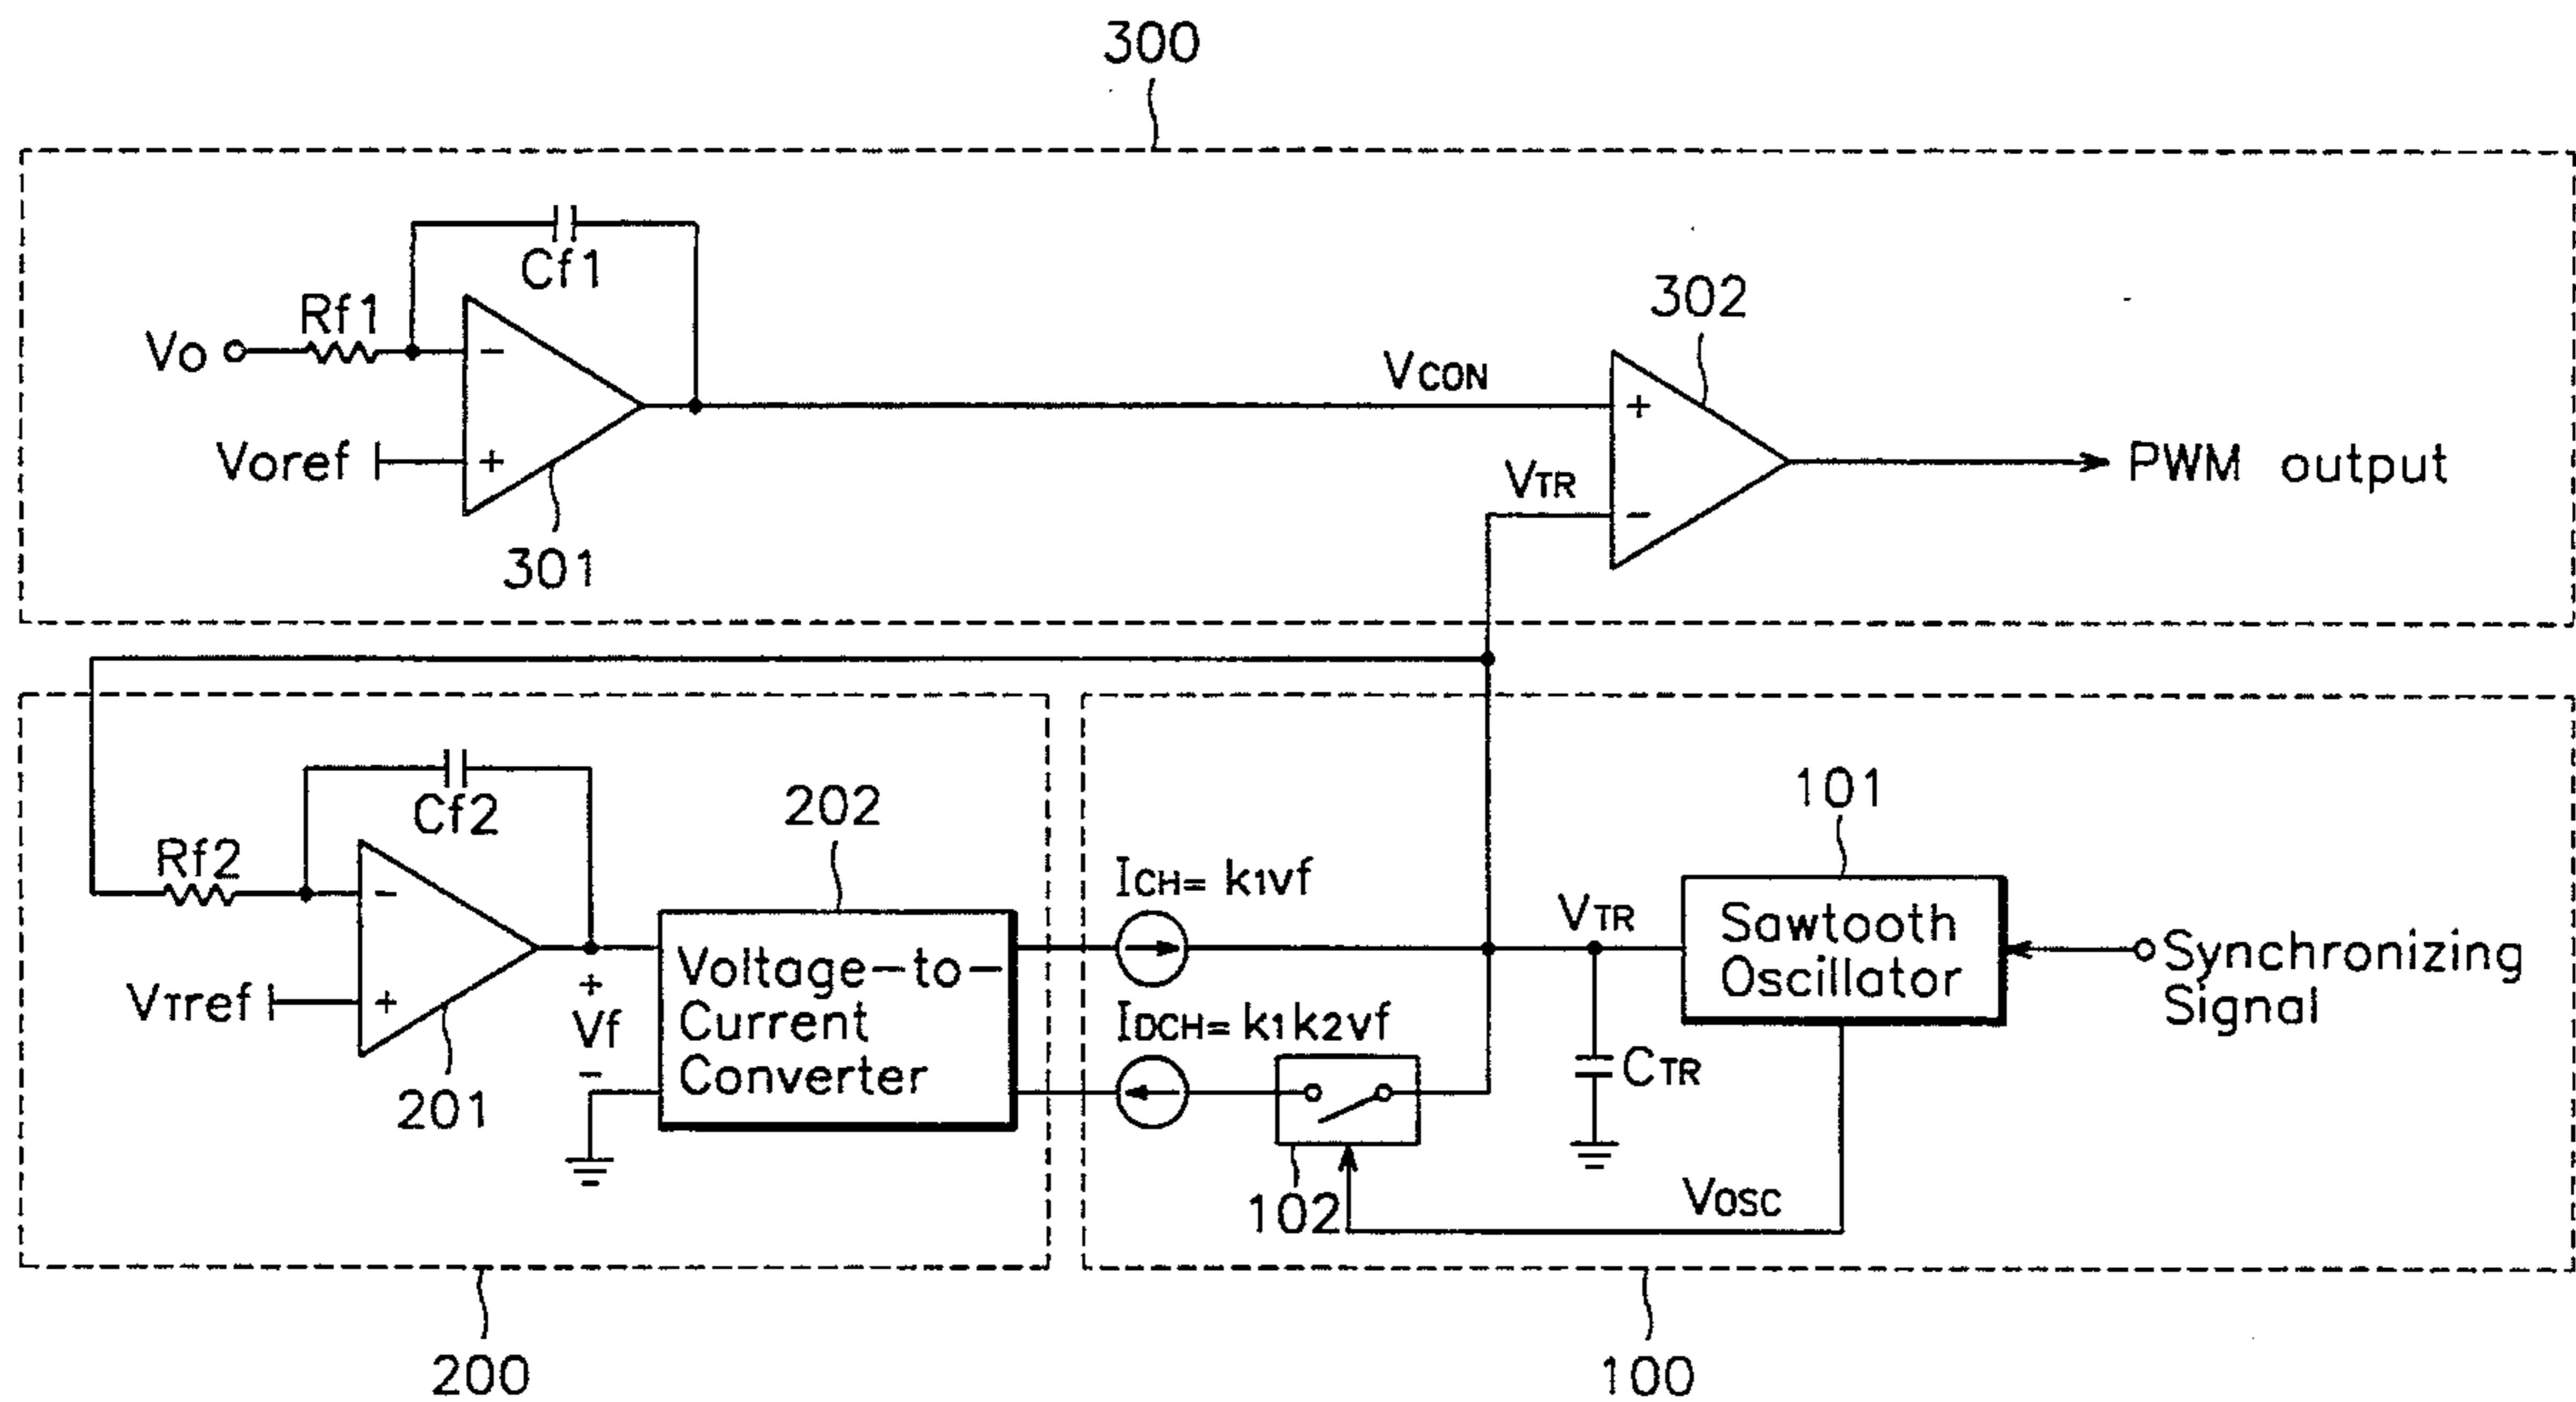 300
Cf1
Rf1
Vo
-
Voref
+
301
VCON
302
+
VTR
-
PWM output
Cf2
Rf2
-
VTref
+
201
+
Vf
-
202
Voltage-to-
Current
Converter
ICH= k1vf
IDCH= k1k2vf
102
VTR
CTR
101
Sawtooth
Oscillator
Synchronizing
Signal
VOSC
200
100